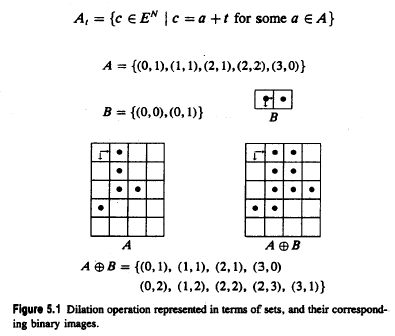 A_t = {c ∈ E^N | c = a + t for some a ∈ A}
A = {(0, 1),(1, 1),(2, 1),(2, 2),(3, 0)}
B = {(0, 0),(0, 1)}
B
A
A ⊕ B
A ⊕ B = {(0, 1), (1, 1), (2, 1), (3, 0)
(0, 2), (1, 2), (2, 2), (2, 3), (3, 1)}
Figure 5.1 Dilation operation represented in terms of sets, and their correspond-
ing binary images.